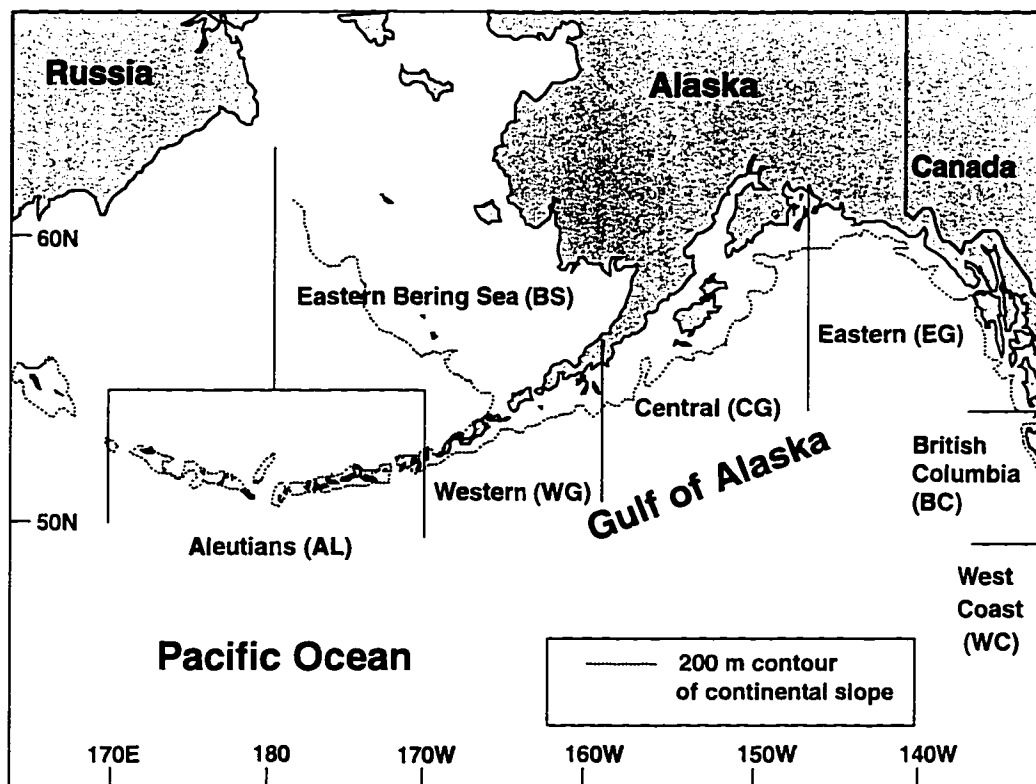 Russia
Alaska
Canada
60N
Eastern Bering Sea (BS)
Eastern (EG)
Central (CG)
British
Columbia
(BC)
Western (WG)
Gulf of Alaska
50N
Aleutians (AL)
West
Coast
(WC)
Pacific Ocean
200 m contour
of continental slope
170E
180
170W
160W
150W
140W